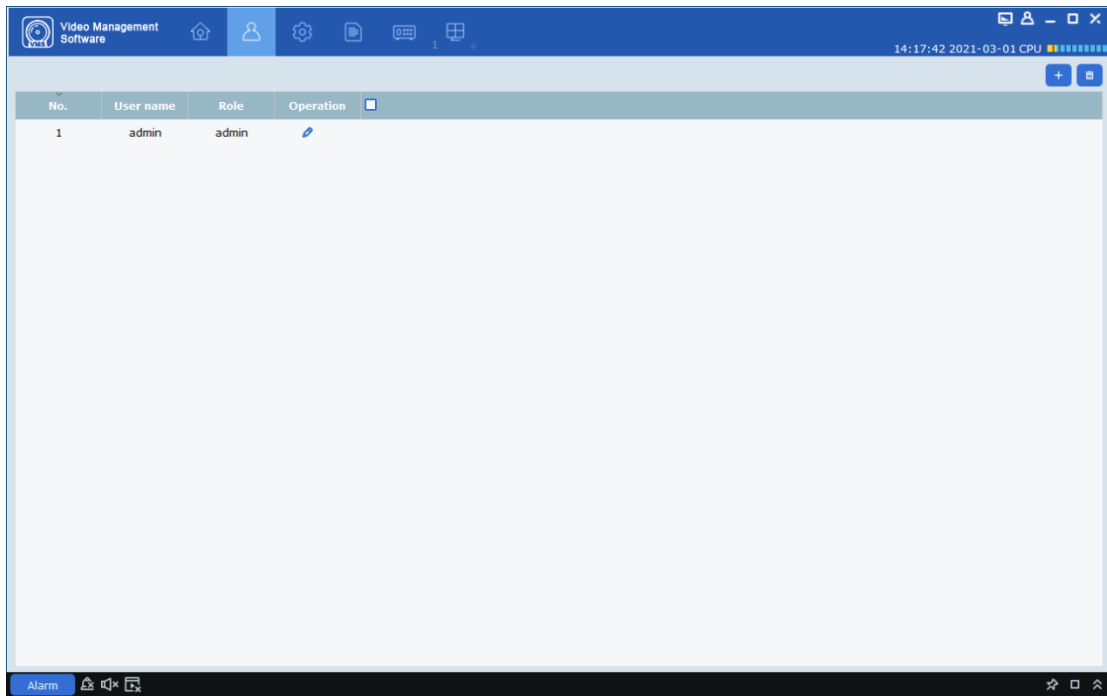 Video Management
Software
1
14:17:42 2021-03-01 CPU
No. User name Role Operation
1 admin admin
Alarm